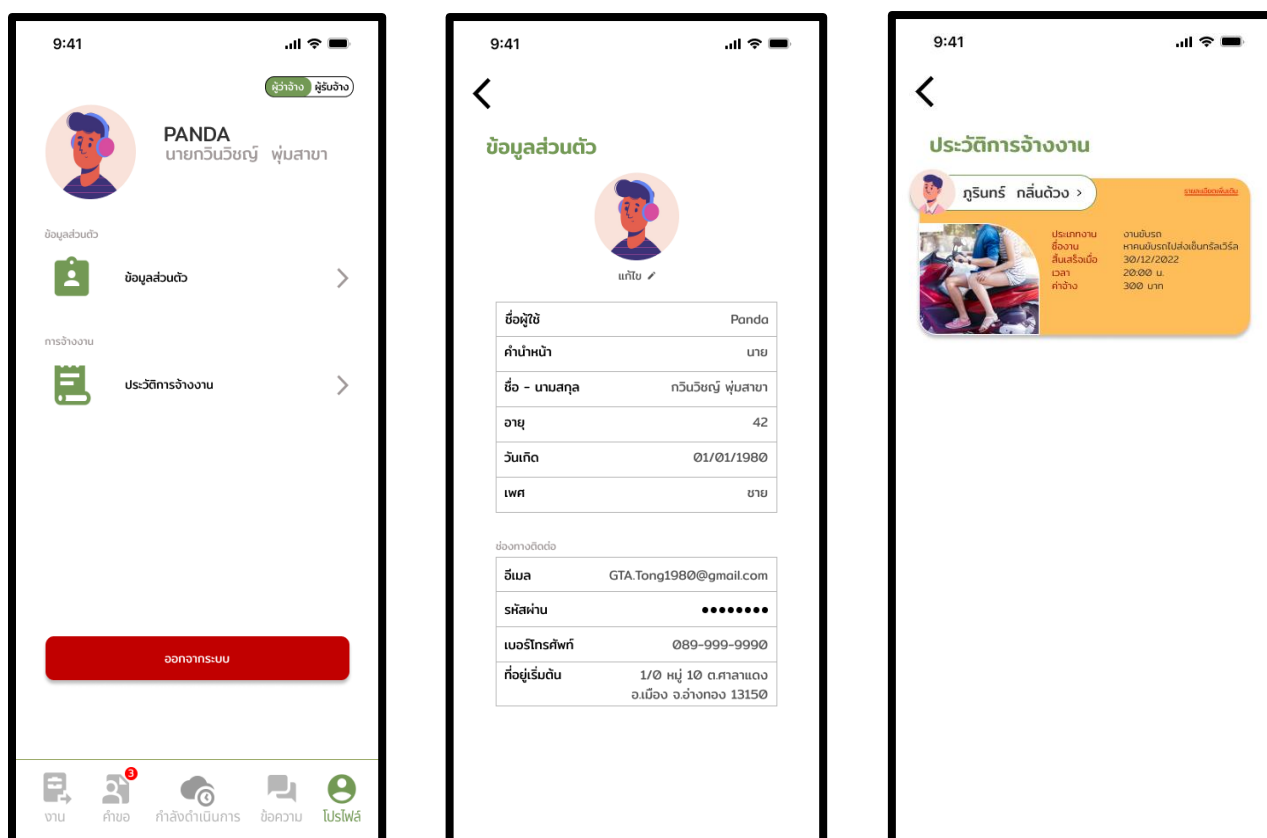 9:41
ผู้ว่าจ้าง ผู้รับจ้าง
PANDA
นายกวินวิชญ์ พุ่มสาขา
ข้อมูลส่วนตัว
ข้อมูลส่วนตัว
การจ้างงาน
ประวัติการจ้างงาน
ออกจากระบบ
3
งาน คำขอ กำลังดำเนินการ ข้อความ โปรไฟล์
9:41
ข้อมูลส่วนตัว
แก้ไข
ชื่อผู้ใช้ Panda
คำนำหน้า นาย
ชื่อ - นามสกุล กวินวิชญ์ พุ่มสาขา
อายุ 42
วันเกิด 01/01/1980
เพศ ชาย
ช่องทางติดต่อ
อีเมล GTA.Tong1980@gmail.com
รหัสผ่าน ●●●●●●●●
เบอร์โทรศัพท์ 089-999-9990
ที่อยู่เริ่มต้น 1/0 หมู่ 10 ต.ศาลาแดง
อ.เมือง จ.อ่างทอง 13150
9:41
ประวัติการจ้างงาน
ภูรินทร์ กลิ่นด้วง >
รายละเอียดเพิ่มเติม
ประเภทงาน งานขับรถ
ชื่องาน หาคนขับรถไปส่งเซ็นทรัลเวิร์ล
สิ้นเสร็จเมื่อ 30/12/2022
เวลา 20:00 น.
ค่าจ้าง 300 บาท